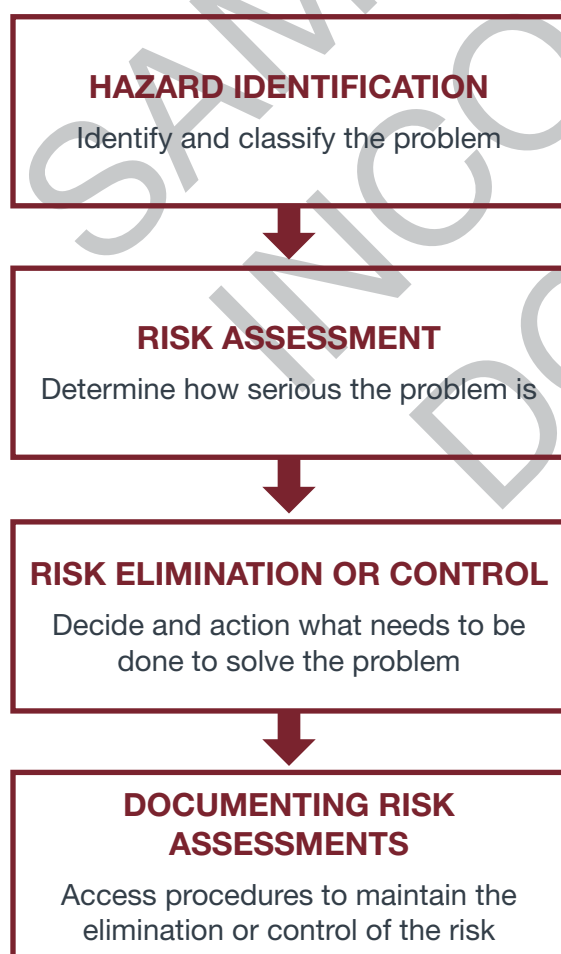 HAZARD IDENTIFICATION
Identify and classify the problem
RISK ASSESSMENT
Determine how serious the problem is
RISK ELIMINATION OR CONTROL
Decide and action what needs to be
done to solve the problem
DOCUMENTING RISK
ASSESSMENTS
Access procedures to maintain the
elimination or control of the risk